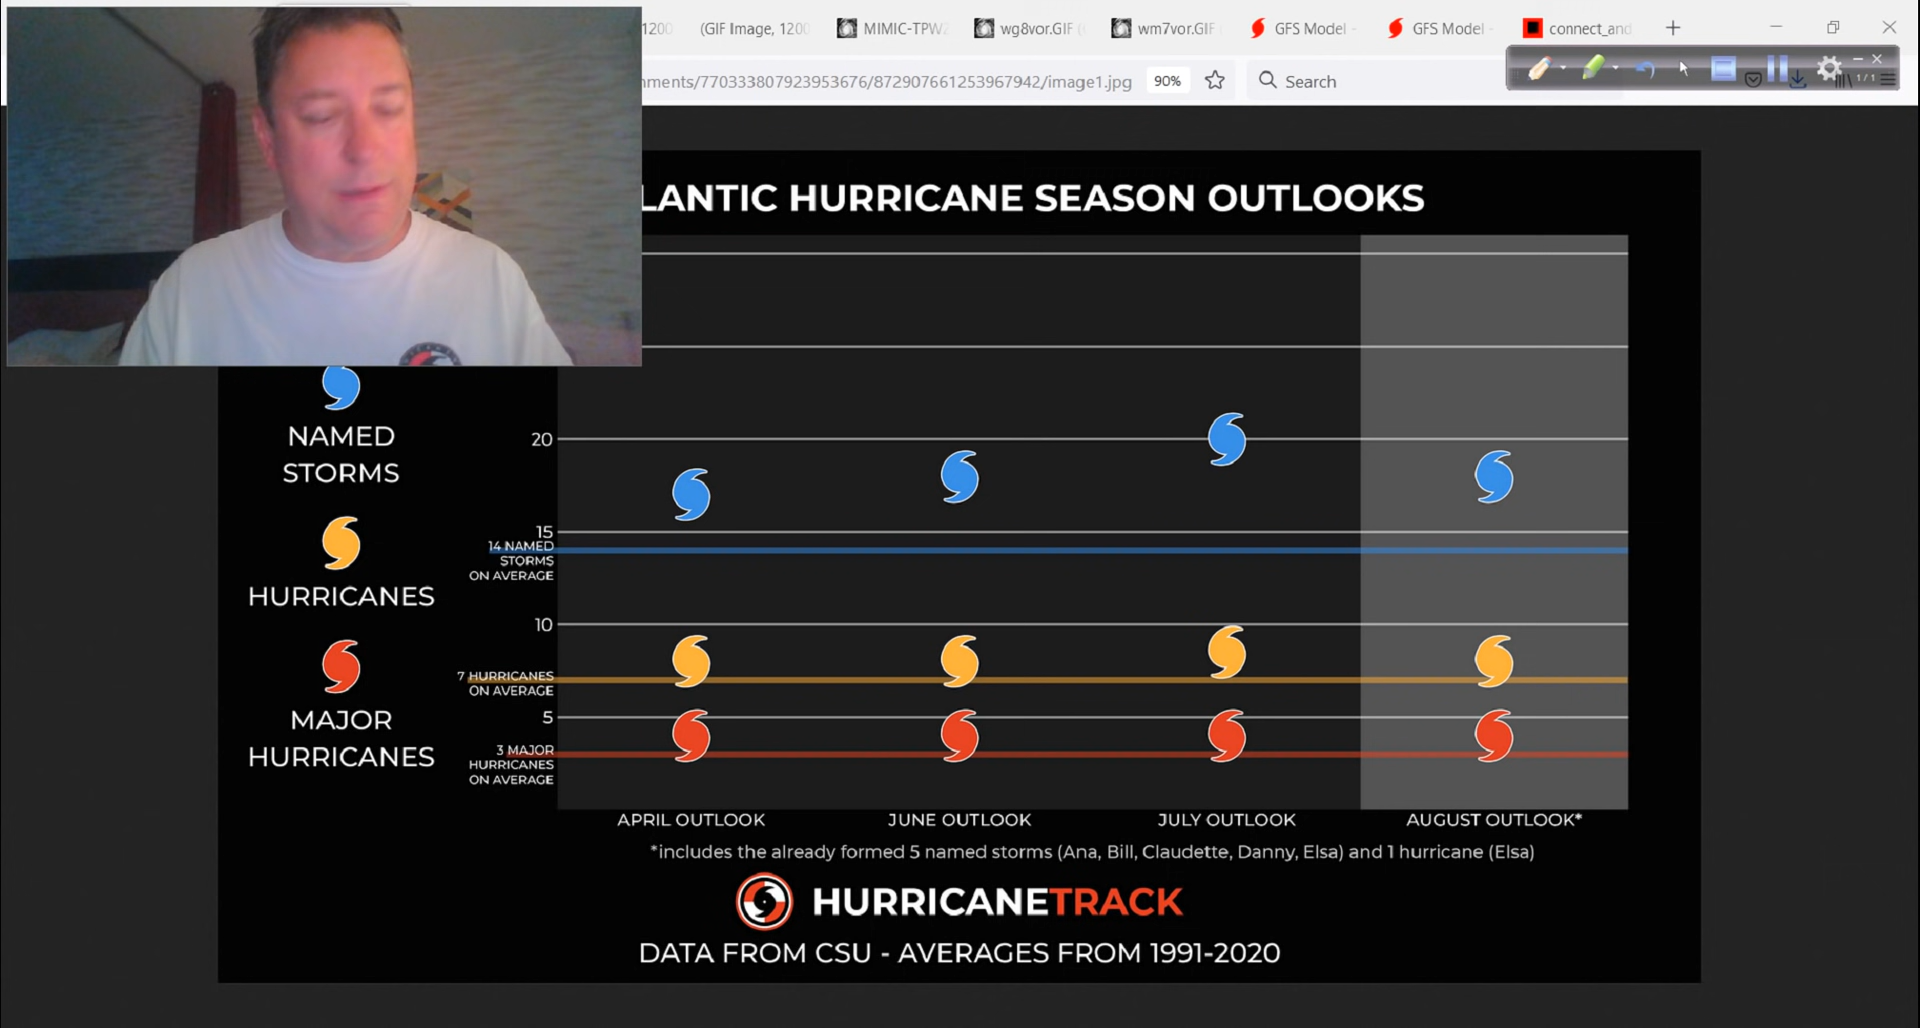 1200
(GIF Image, 120
MIMIC-TPW
wg8vor.GIF
wm7vor.GIF
GFS Model -
GFS Model -
connect_and
ments/770333807923953676/872907661253967942/image1.jpg
90%
Search
1/1
LANTIC HURRICANE SEASON OUTLOOKS
NAMED
STORMS
HURRICANES
MAJOR
HURRICANES
20
15
14 NAMED
STORMS
ON AVERAGE
10
7 HURRICANES
ON AVERAGE
5
3 MAJOR
HURRICANES
ON AVERAGE
APRIL OUTLOOK
JUNE OUTLOOK
JULY OUTLOOK
AUGUST OUTLOOK*
*includes the already formed 5 named storms (Ana, Bill, Claudette, Danny, Elsa) and 1 hurricane (Elsa)
HURRICANETRACK
DATA FROM CSU - AVERAGES FROM 1991-2020